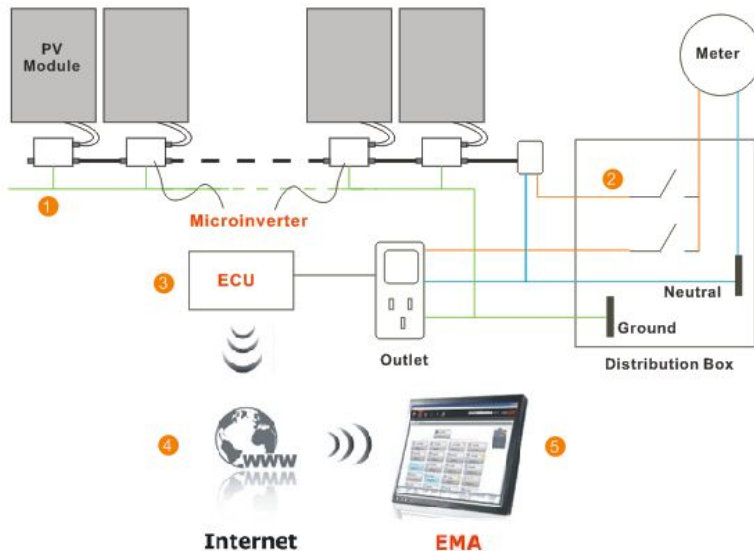 PV
Module
Meter
1
2
Microinverter
3
ECU
Neutral
Ground
Outlet
Distribution Box
4
www
5
Internet
EMA